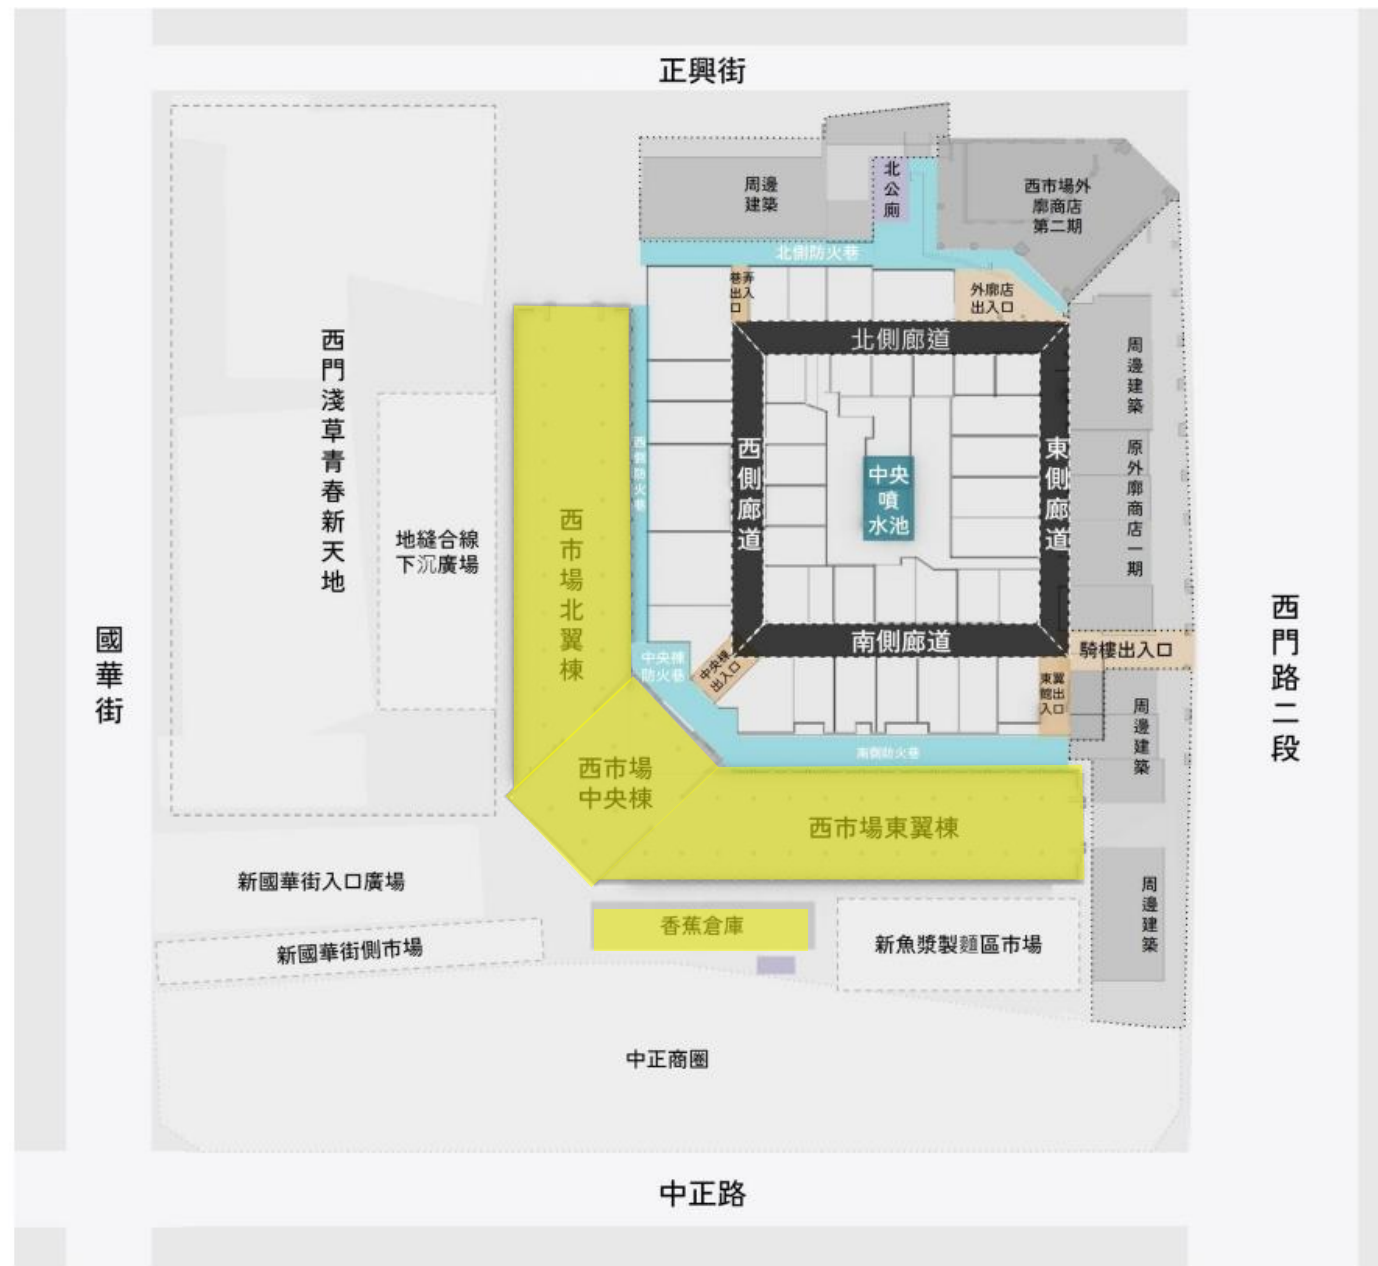 正興街
周邊
建築
北公廁
西市場外
廓商店
第二期
北側防火巷
巷弄
出入
口
外廓店
出入口
北側廊道
西門淺草青春新天地
地縫合線
下沉廣場
西市場北翼棟
西側防火巷
西側廊道
中央
噴
水池
東側廊道
周邊建築
原外廓商店一期
南側廊道
騎樓出入口
中央棟
防火巷
中央棟
出入口
東翼
館出
入口
南側防火巷
周邊建築
國華街
西門路二段
西市場
中央棟
西市場東翼棟
新國華街入口廣場
香蕉倉庫
新國華街側市場
新魚漿製麵區市場
周邊建築
中正商圈
中正路